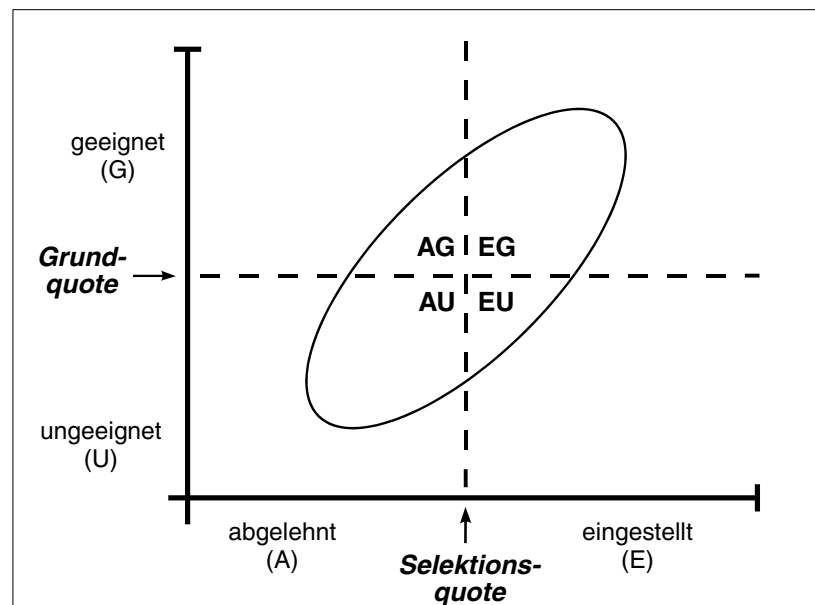 geeignet
(G)
AG EG
Grund-
quote
AU EU
ungeeignet
(U)
abgelehnt
(A)
eingestellt
(E)
Selektions-
quote